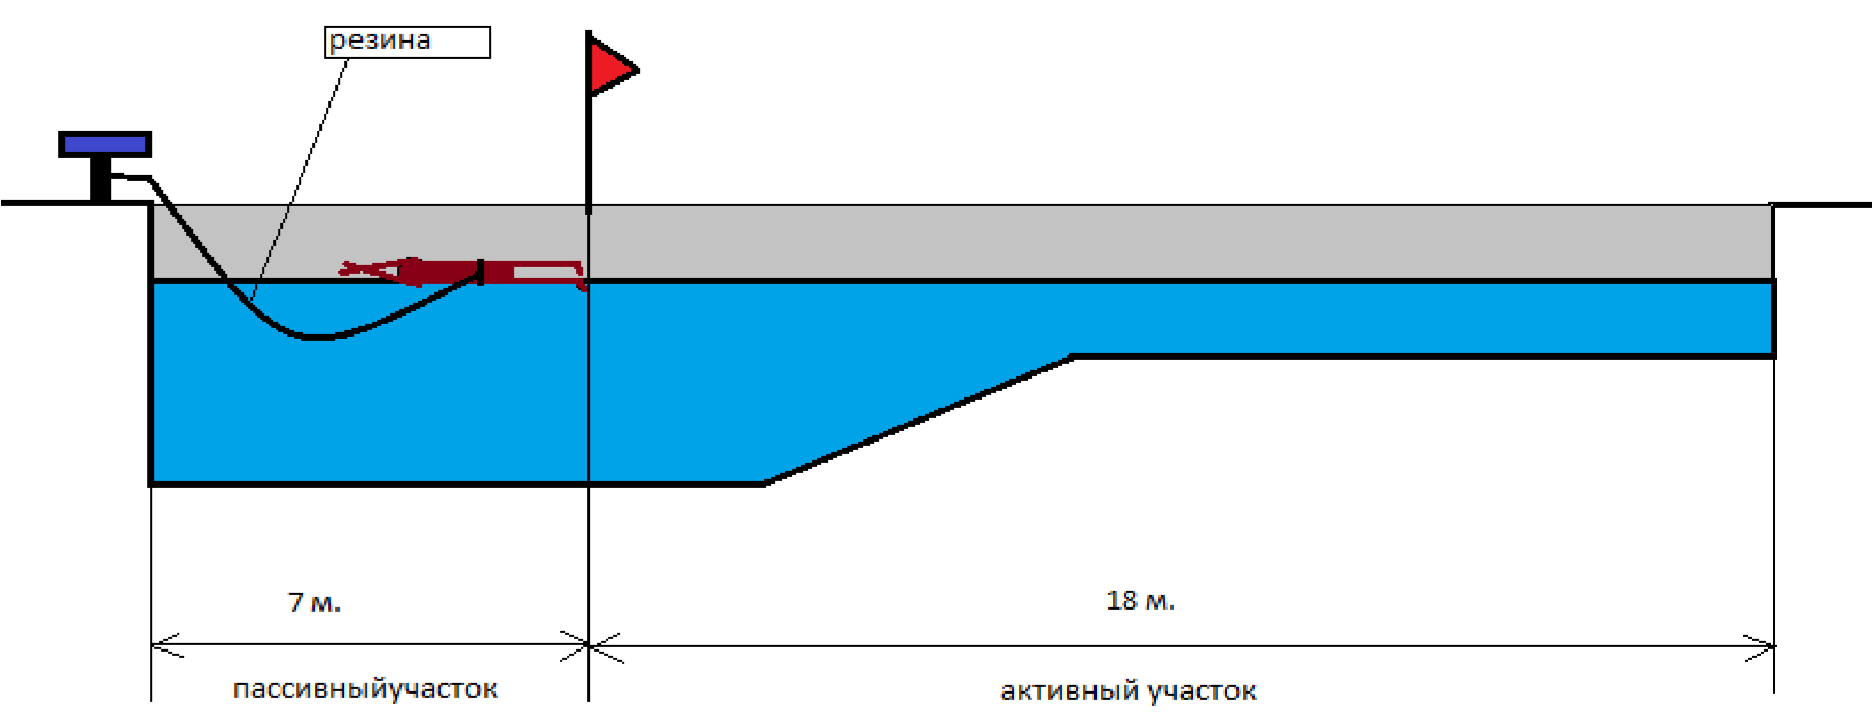 резина
7 м.
18 м.
пассивныйучасток
активный участок